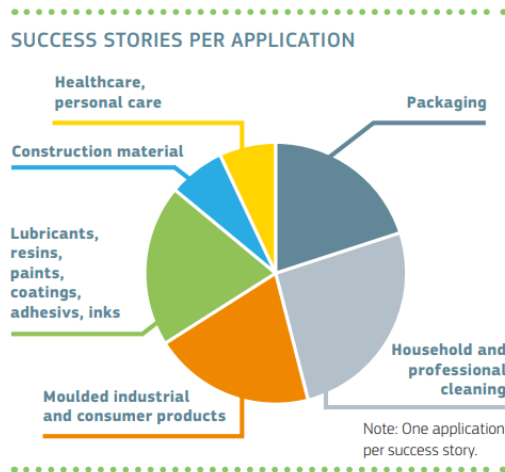 SUCCESS STORIES PER APPLICATION
Healthcare,
personal care
Packaging
Construction material
Lubricants,
resins,
paints,
coatings,
adhesivs, inks
Household and
professional
cleaning
Moulded industrial
and consumer products
Note: One application
per success story.